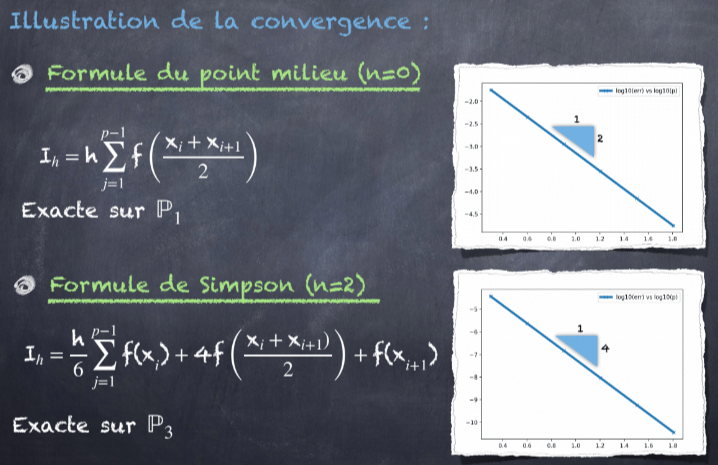 Illustration de la convergence :
Formule du point milieu (n=0)
I_h = h \sum_{j=1}^{p-1} f\left(\frac{x_i + x_{i+1}}{2}\right)
Exacte sur ℙ_1
log10(err) vs log10(p)
1
2
−2.0
−2.5
−3.0
−3.5
−4.0
−4.5
0.4 0.6 0.8 1.0 1.2 1.4 1.6 1.8
Formule de Simpson (n=2)
I_h = \frac{h}{6} \sum_{j=1}^{p-1} f(x_i) + 4f\left(\frac{x_i + x_{i+1})}{2}\right) + f(x_{i+1})
Exacte sur ℙ_3
log10(err) vs log10(p)
1
4
−5
−6
−7
−8
−9
−10
0.4 0.6 0.8 1.0 1.2 1.4 1.6 1.8